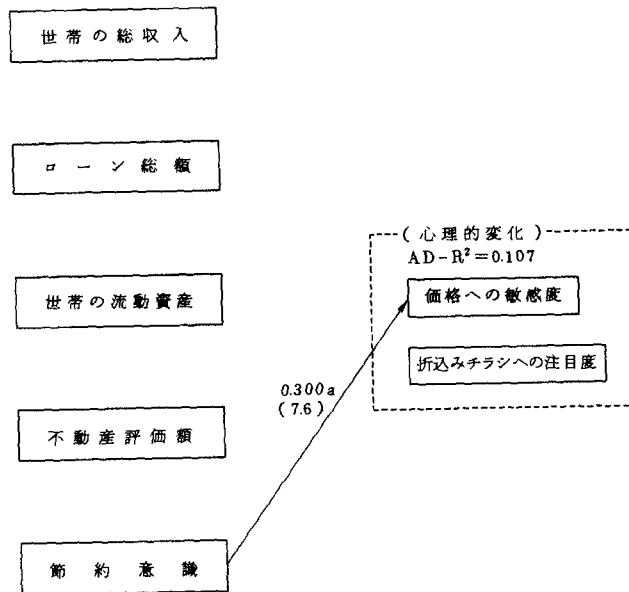 世帯の総収入
ローン総額
(心理的変化)
AD-R²=0.107
世帯の流動資産
価格への敏感度
折込みチラシへの注目度
0.300a
(7.6)
不動産評価額
節約意識